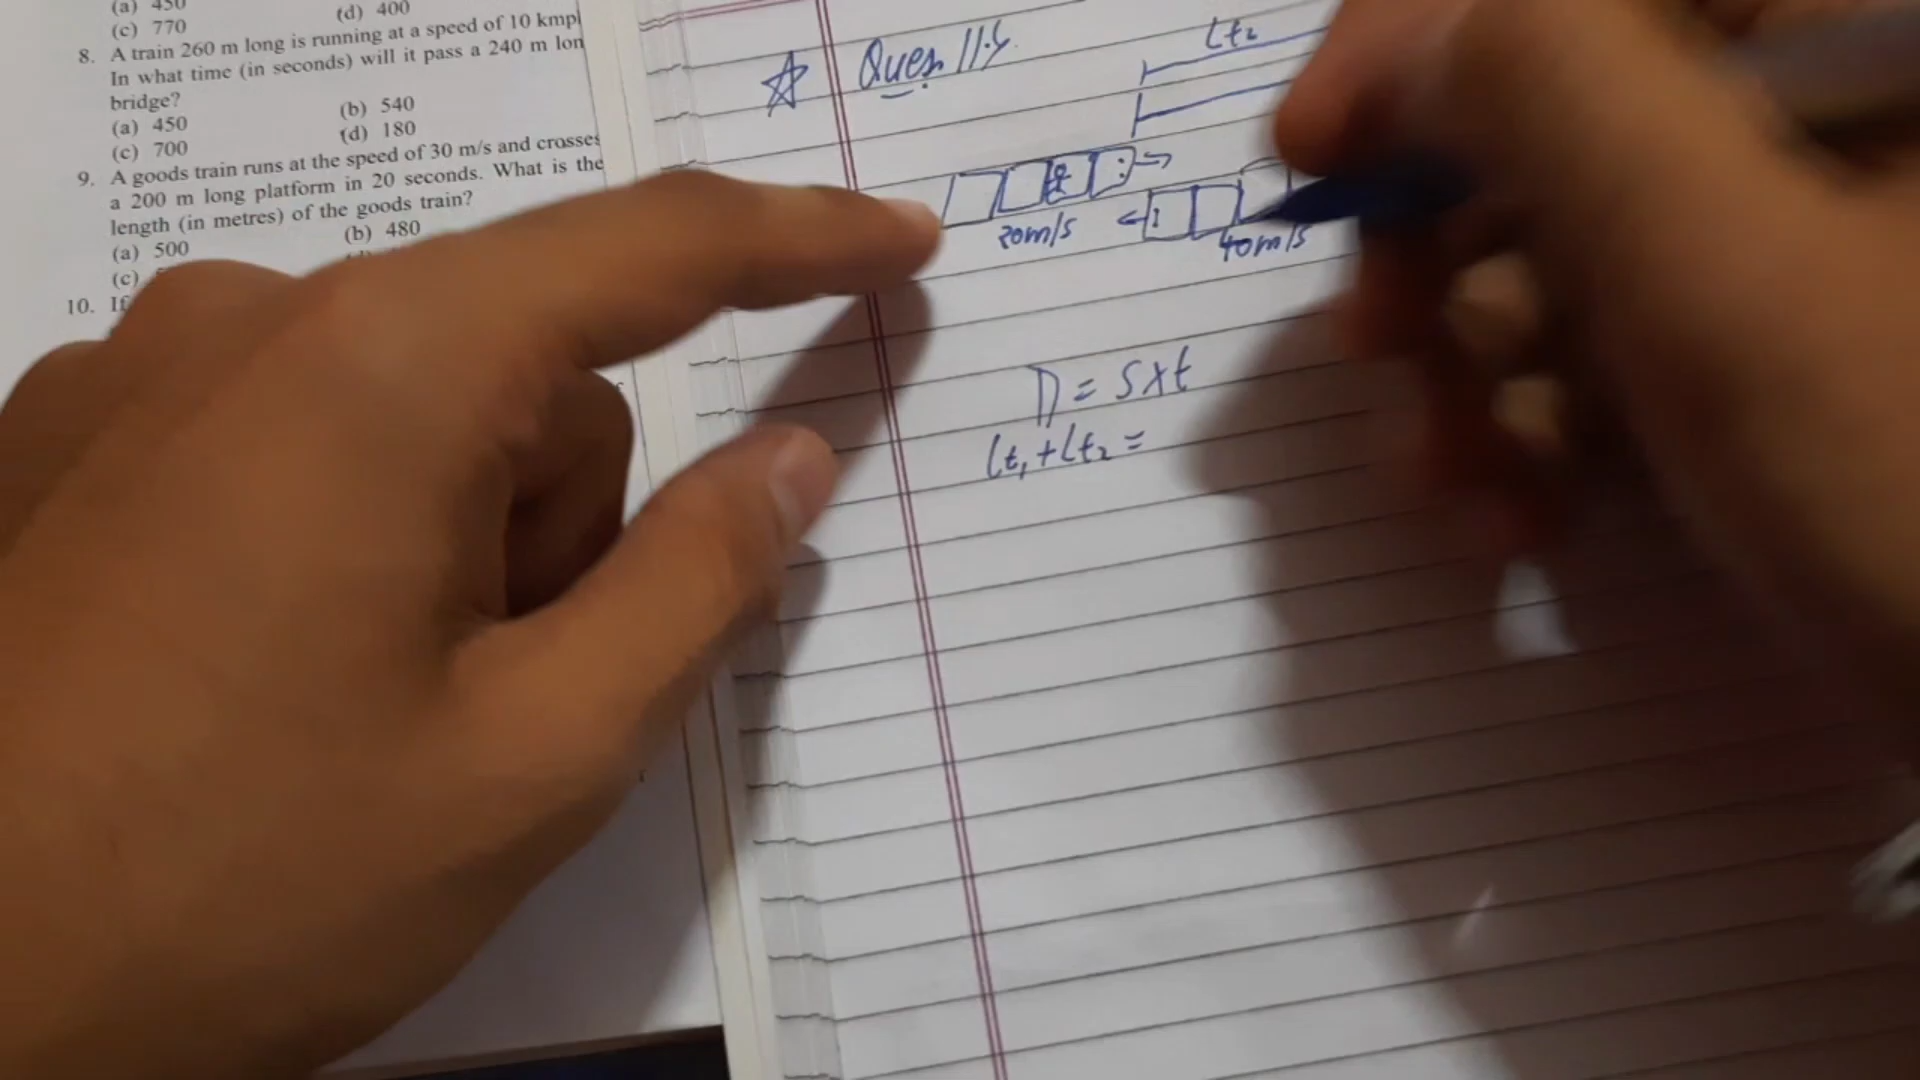 (a) 450
(d) 400
(c) 770
8. A train 260 m long is running at a speed of 10 kmp
In what time (in seconds) will it pass a 240 m lon
bridge?
(a) 450
(b) 540
(c) 700
(d) 180
9. A goods train runs at the speed of 30 m/s and crosses
a 200 m long platform in 20 seconds. What is the
length (in metres) of the goods train?
(a) 500
(b) 480
(c)
10. If
Ques 11.4
Lt2
20m/s
40m/s
D = S×t
Lt1+Lt2 =